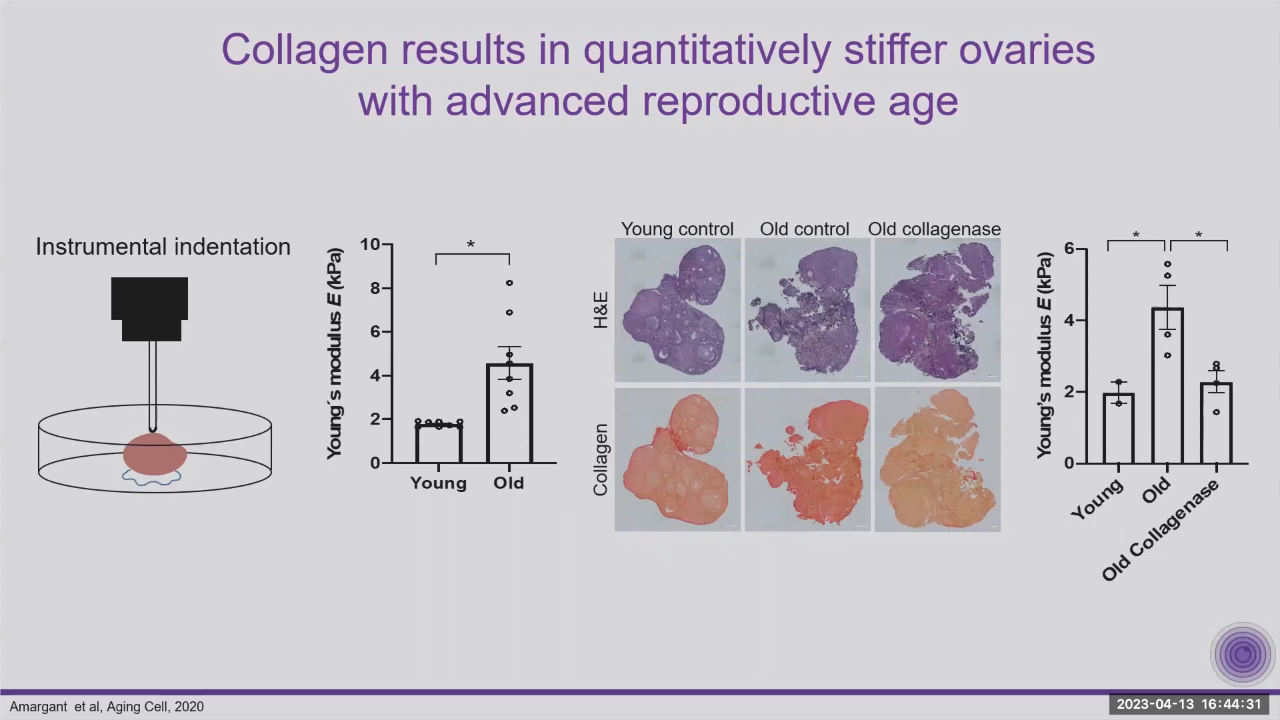 Collagen results in quantitatively stiffer ovaries
with advanced reproductive age
Instrumental indentation
Young´s modulus E (kPa)
10
8
6
4
2
0
*
Young
Old
Young control
Old control
Old collagenase
H&E
Collagen
Young's modulus E (kPa)
6
4
2
0
*
*
Young
Old
Old Collagenase
Amargant et al, Aging Cell, 2020
2023-04-13 16:44:31